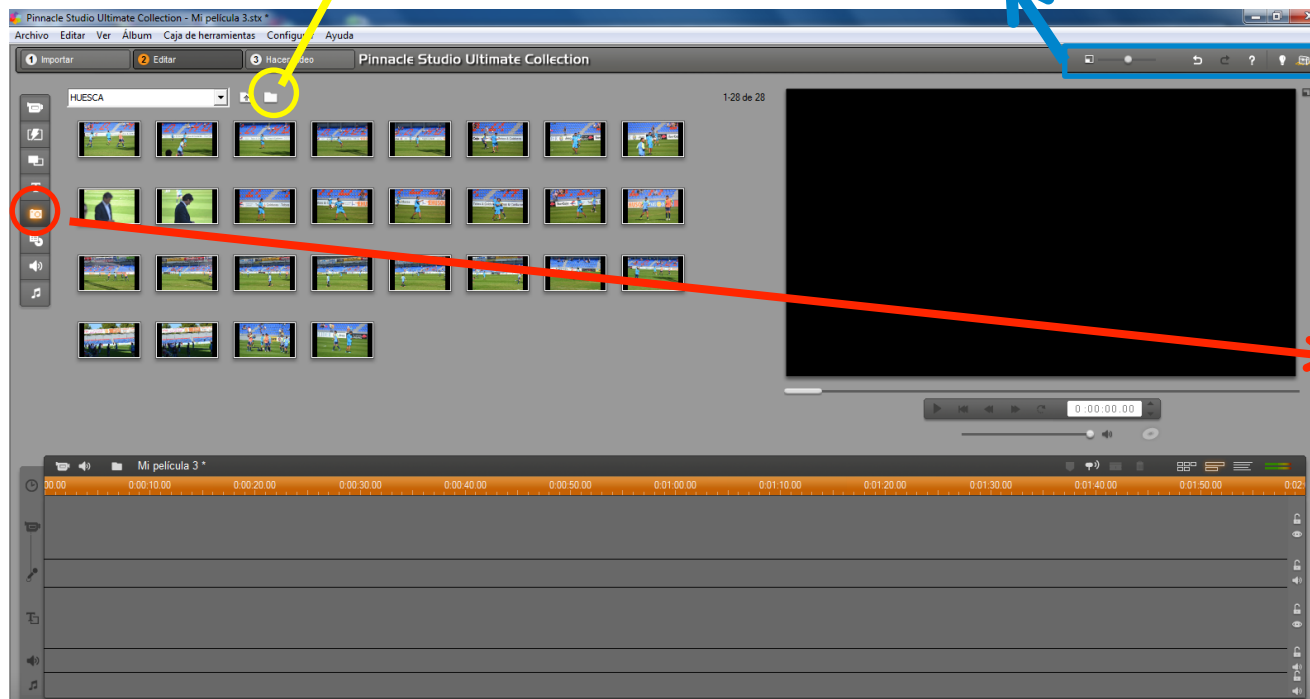 Pinnacle Studio Ultimate Collection - Mi película 3.stx *
Archivo Editar Ver Álbum Caja de herramientas Ayuda
1 Importar 2 Editar 3 Pinnacle Studio Ultimate Collection
HUESCA 1-28 de 28
0:00:00.00
Mi película 3 *
00.00 0:00:10.00 0:00:20.00 0:00:30.00 0:00:40.00 0:00:50.00 0:01:00.00 0:01:10.00 0:01:20.00 0:01:30.00 0:01:40.00 0:01:50.00 0:02: